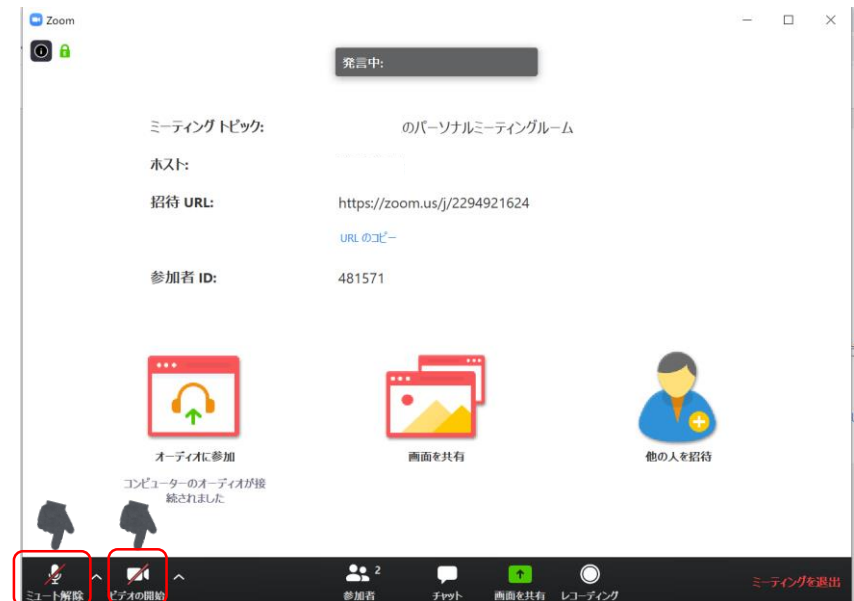 Zoom
発言中:
ミーティング トピック: のパーソナルミーティングルーム
ホスト:
招待 URL: https://zoom.us/j/2294921624
URL のコピー
参加者 ID: 481571
オーディオに参加 画面を共有 他の人を招待
コンピューターのオーディオが接
続されました
2
ミュート解除 ビデオの開始 参加者 チャット 画面を共有 レコーディング ミーティングを退出